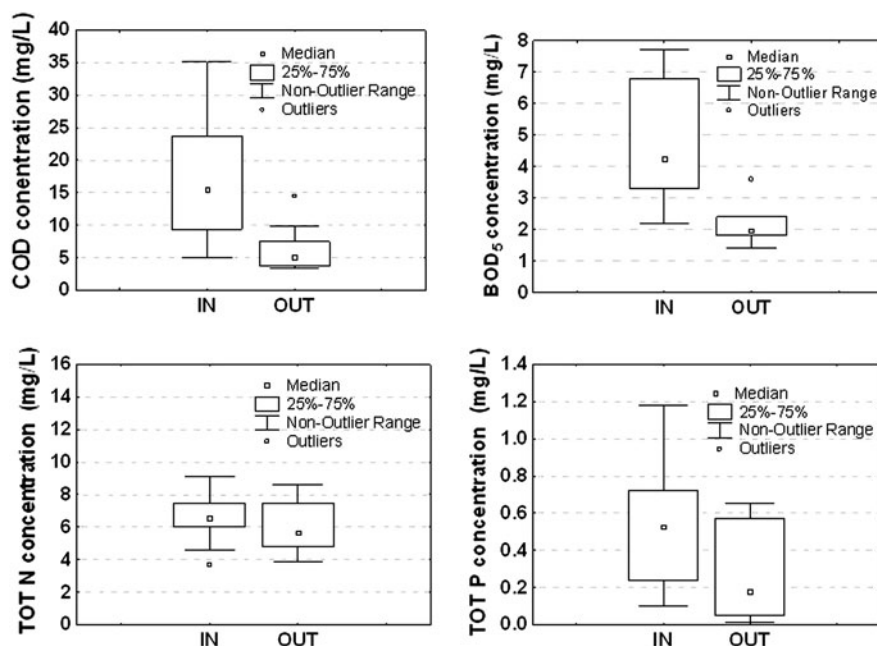 COD conentration (mg/L)
40
35
30
25
20
15
10
5
0
Median
25%-75%
Non-Outlier Range
Outliers
IN OUT
BOD5 concentration (mg/L)
8
7
6
5
4
3
2
1
0
Median
25%-75%
Non-Outlier Range
Outliers
IN OUT
TOT N concentration (mg/L)
16
14
12
10
8
6
4
2
0
Median
25%-75%
Non-Outlier Range
Outliers
IN OUT
TOT P concentration (mg/L)
1.4
1.2
1.0
0.8
0.6
0.4
0.2
0.0
Median
25%-75%
Non-Outlier Range
Outliers
IN OUT